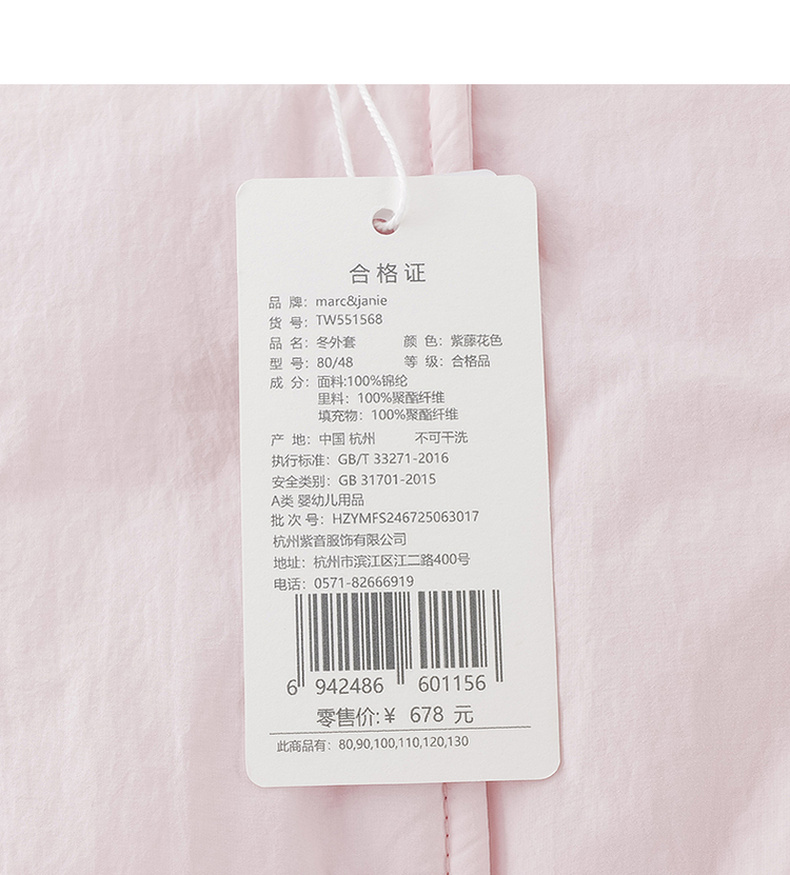 合格证
品 牌：marc&janie
货 号：TW551568
品 名：冬外套 颜 色：紫藤花色
型 号：80/48 等 级：合格品
成 分：面料:100%锦纶
里料：100%聚酯纤维
填充物：100%聚酯纤维
产 地：中国 杭州 不可干洗
执行标准：GB/T 33271-2016
安全类别：GB 31701-2015
A类 婴幼儿用品
批 次 号：HZYMFS246725063017
杭州紫音服饰有限公司
地址：杭州市滨江区江二路400号
电话：0571-82666919
6 942486 601156
零售价:¥ 678 元
此商品有：80,90,100,110,120,130